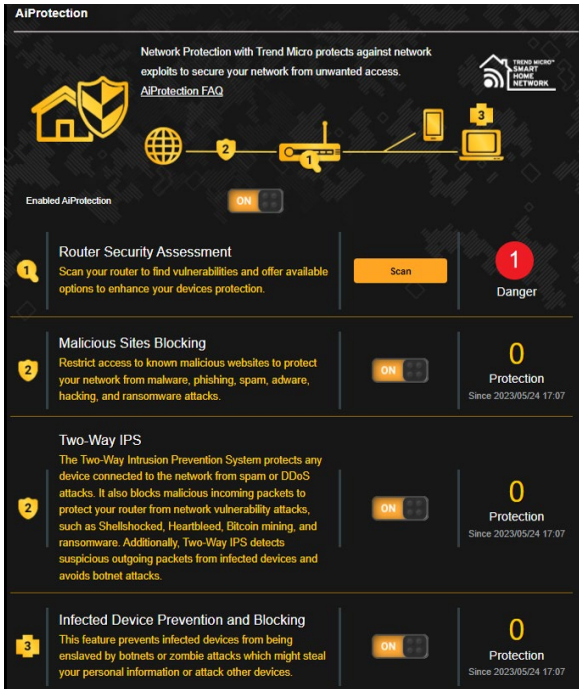 AiProtection
Network Protection with Trend Micro protects against network
exploits to secure your network from unwanted access.
AiProtection FAQ
TREND MICRO™
SMART
HOME
NETWORK
3
2
1
Enabled AiProtection
ON
1
Router Security Assessment
Scan your router to find vulnerabilities and offer available
options to enhance your devices protection.
Scan
1
Danger
2
Malicious Sites Blocking
Restrict access to known malicious websites to protect
your network from malware, phishing, spam, adware,
hacking, and ransomware attacks.
ON
0
Protection
Since 2023/05/24 17:07
2
Two-Way IPS
The Two-Way Intrusion Prevention System protects any
device connected to the network from spam or DDoS
attacks. It also blocks malicious incoming packets to
protect your router from network vulnerability attacks,
such as Shellshocked, Heartbleed, Bitcoin mining, and
ransomware. Additionally, Two-Way IPS detects
suspicious outgoing packets from infected devices and
avoids botnet attacks.
ON
0
Protection
Since 2023/05/24 17:07
3
Infected Device Prevention and Blocking
This feature prevents infected devices from being
enslaved by botnets or zombie attacks which might steal
your personal information or attack other devices.
ON
0
Protection
Since 2023/05/24 17:07